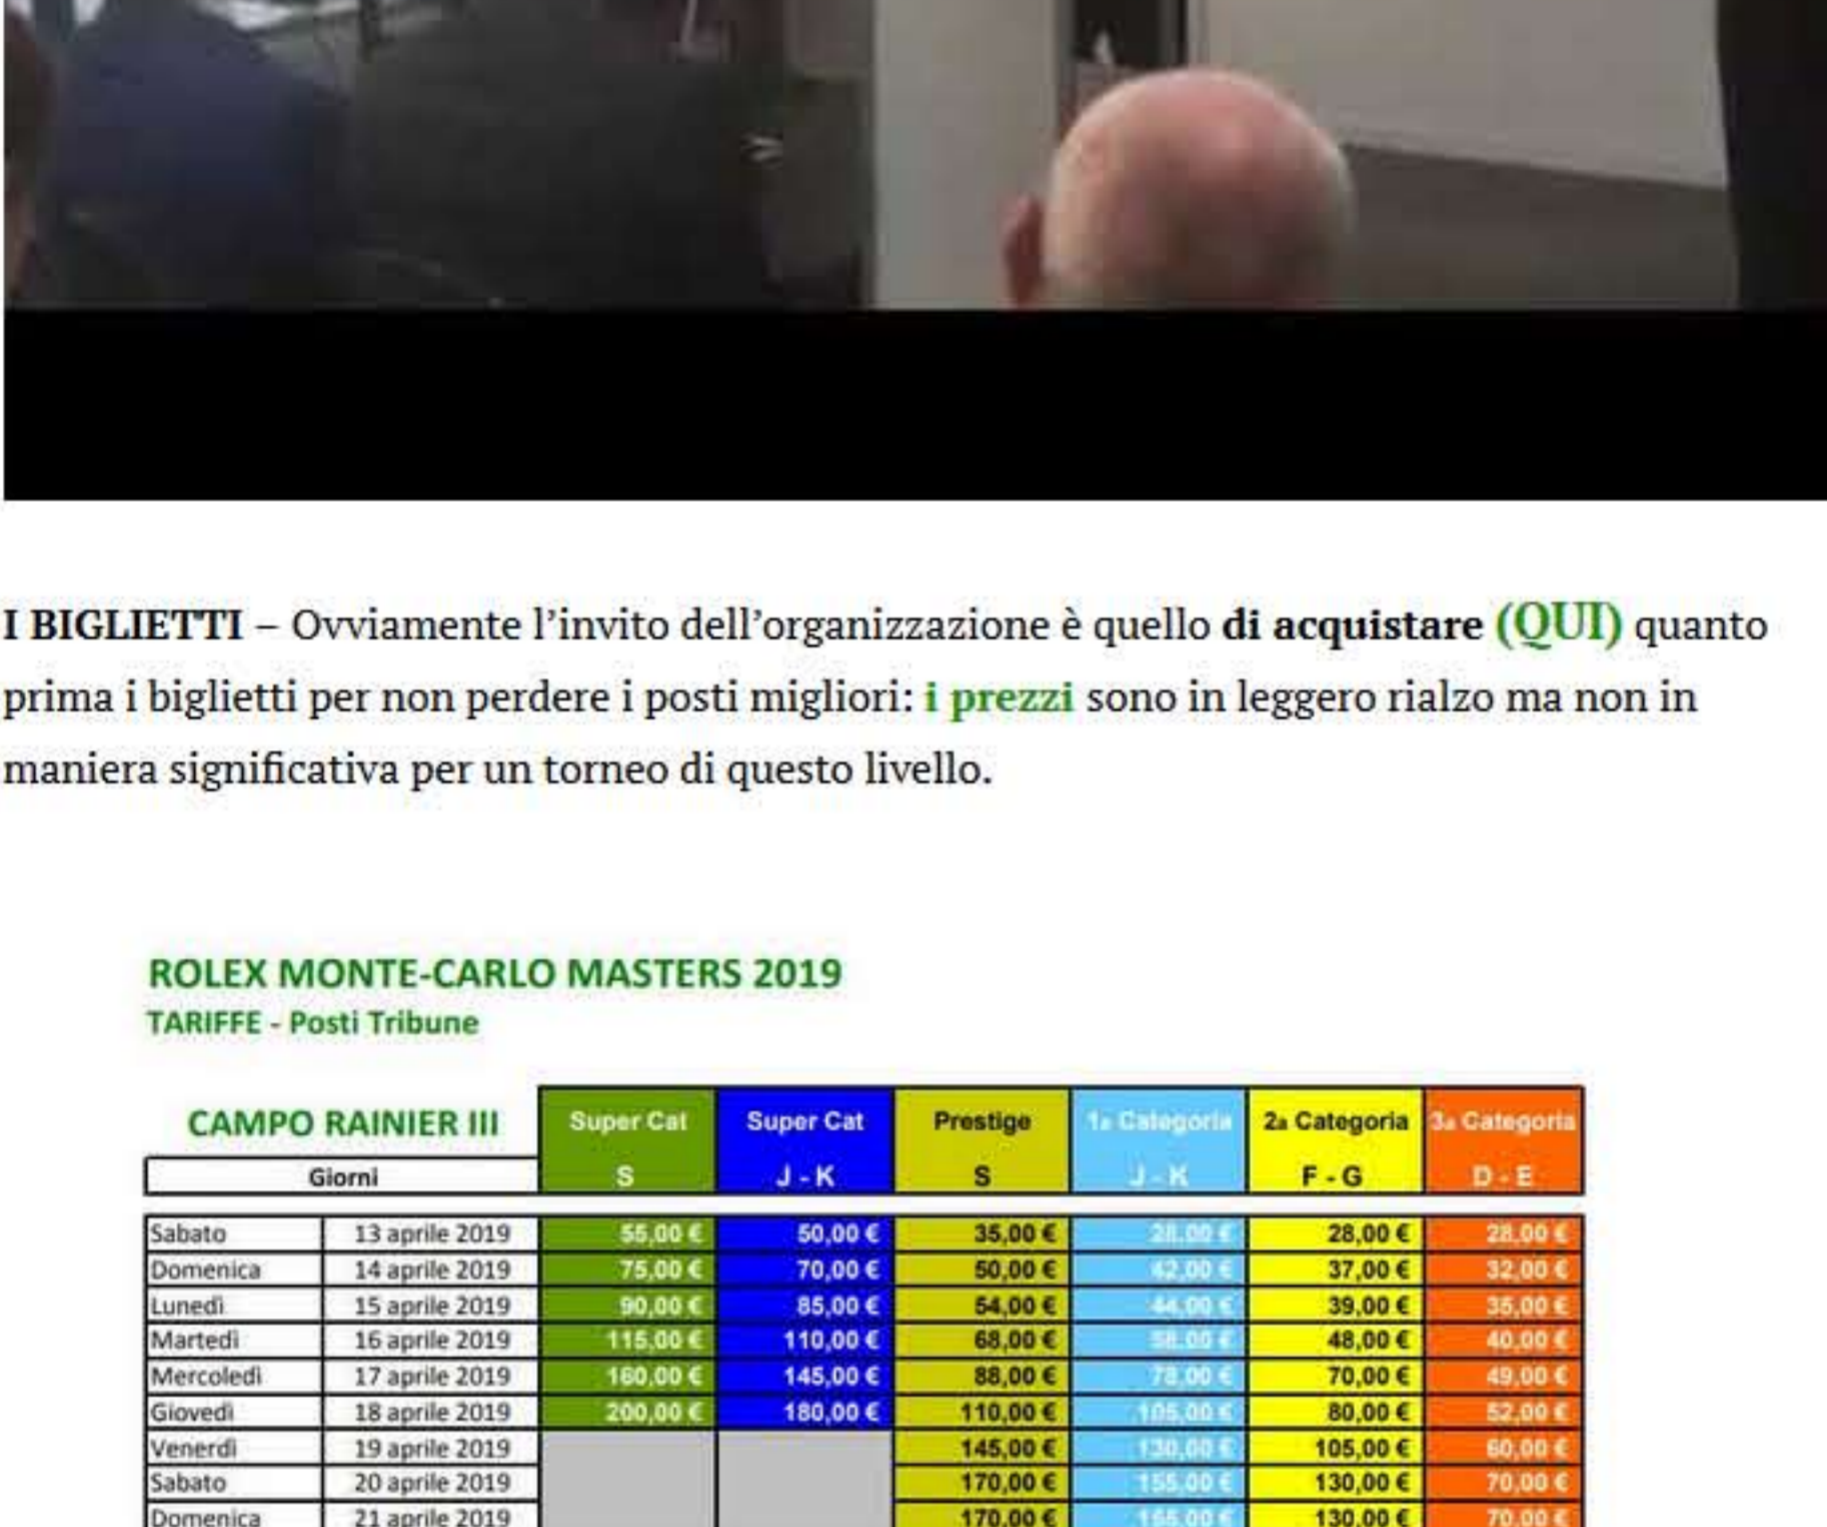 I BIGLIETTI – Ovviamente l’invito dell’organizzazione è quello di acquistare (QUI) quanto
prima i biglietti per non perdere i posti migliori: i prezzi sono in leggero rialzo ma non in
maniera significativa per un torneo di questo livello.
ROLEX MONTE-CARLO MASTERS 2019
TARIFFE - Posti Tribune
CAMPO RAINIER III Super Cat Super Cat Prestige 1a Categoria 2a Categoria 3a Categoria
Giorni S J - K S J - K F - G D - E
Sabato 13 aprile 2019 55,00 € 50,00 € 35,00 € 28,00 € 28,00 € 28,00 €
Domenica 14 aprile 2019 75,00 € 70,00 € 50,00 € 42,00 € 37,00 € 32,00 €
Lunedì 15 aprile 2019 90,00 € 85,00 € 54,00 € 44,00 € 39,00 € 35,00 €
Martedì 16 aprile 2019 115,00 € 110,00 € 68,00 € 58,00 € 48,00 € 40,00 €
Mercoledì 17 aprile 2019 160,00 € 145,00 € 88,00 € 78,00 € 70,00 € 49,00 €
Giovedì 18 aprile 2019 200,00 € 180,00 € 110,00 € 105,00 € 80,00 € 52,00 €
Venerdì 19 aprile 2019 145,00 € 130,00 € 105,00 € 60,00 €
Sabato 20 aprile 2019 170,00 € 155,00 € 130,00 € 70,00 €
Domenica 21 aprile 2019 170,00 € 130,00 € 70,00 €